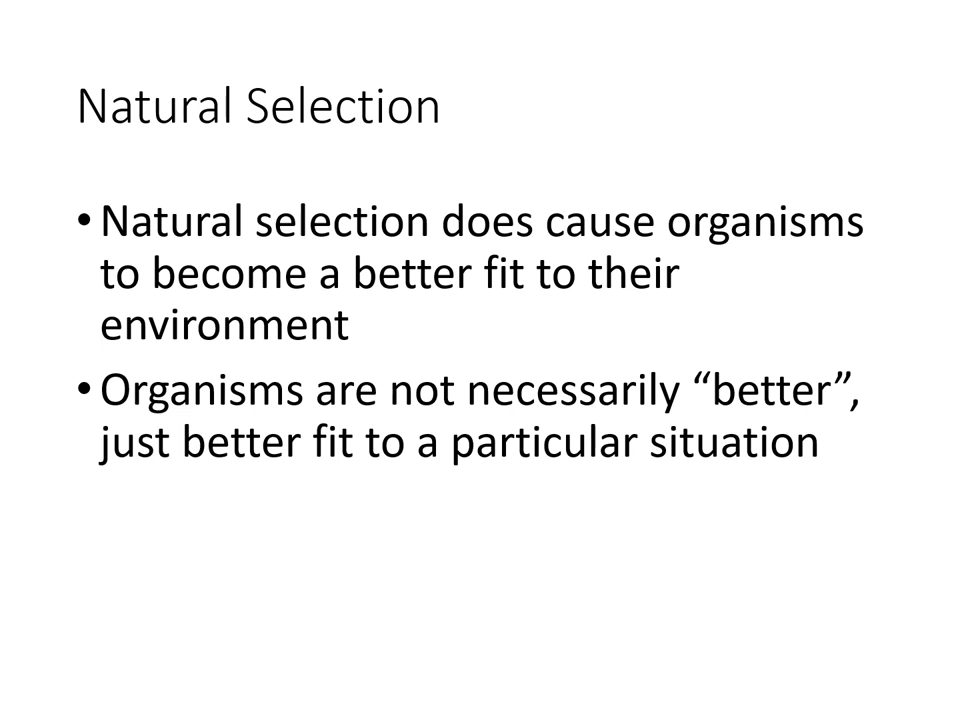 Natural Selection
• Natural selection does cause organisms
to become a better fit to their
environment
• Organisms are not necessarily “better”,
just better fit to a particular situation